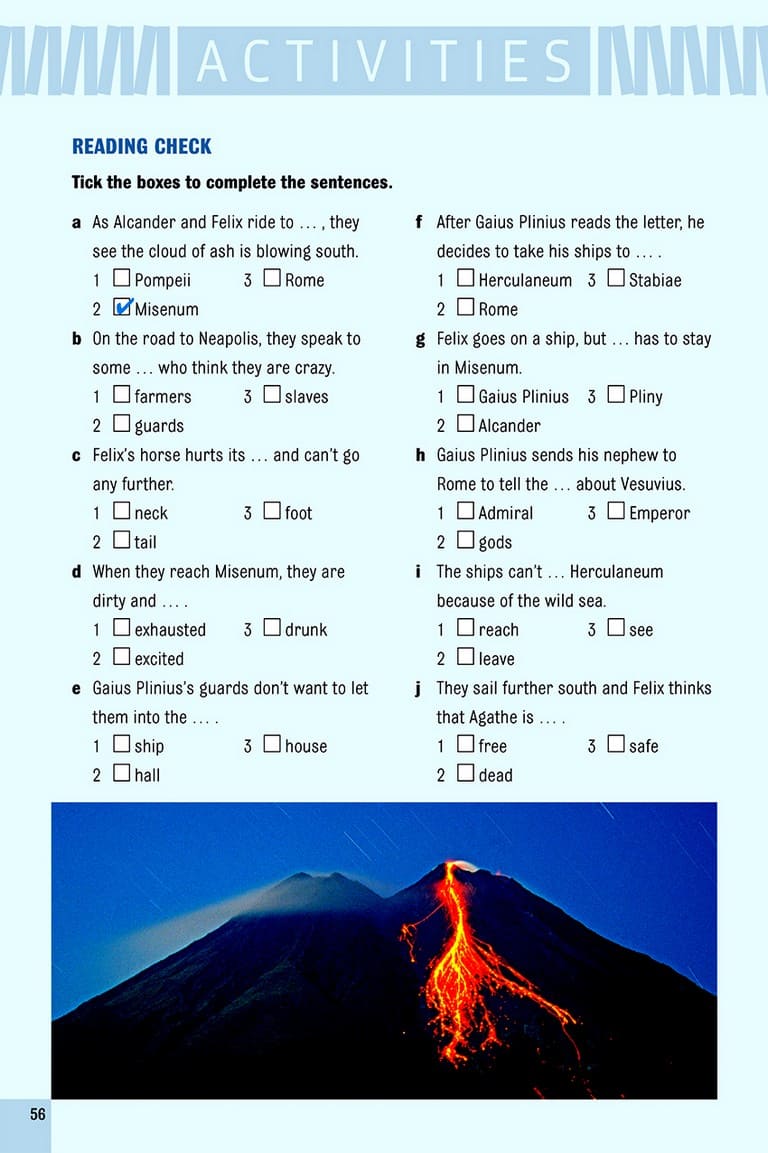 ACTIVITIES
READING CHECK
Tick the boxes to complete the sentences.
a As Alcander and Felix ride to ... , they
see the cloud of ash is blowing south.
1 Pompeii 3 Rome
2 Misenum
b On the road to Neapolis, they speak to
some ... who think they are crazy.
1 farmers 3 slaves
2 guards
c Felix's horse hurts its ... and can't go
any further.
1 neck 3 foot
2 tail
d When they reach Misenum, they are
dirty and ... .
1 exhausted 3 drunk
2 excited
e Gaius Plinius's guards don't want to let
them into the ... .
1 ship 3 house
2 hall
f After Gaius Plinius reads the letter, he
decides to take his ships to ... .
1 Herculaneum 3 Stabiae
2 Rome
g Felix goes on a ship, but ... has to stay
in Misenum.
1 Gaius Plinius 3 Pliny
2 Alcander
h Gaius Plinius sends his nephew to
Rome to tell the ... about Vesuvius.
1 Admiral 3 Emperor
2 gods
i The ships can't ... Herculaneum
because of the wild sea.
1 reach 3 see
2 leave
j They sail further south and Felix thinks
that Agathe is ... .
1 free 3 safe
2 dead
56